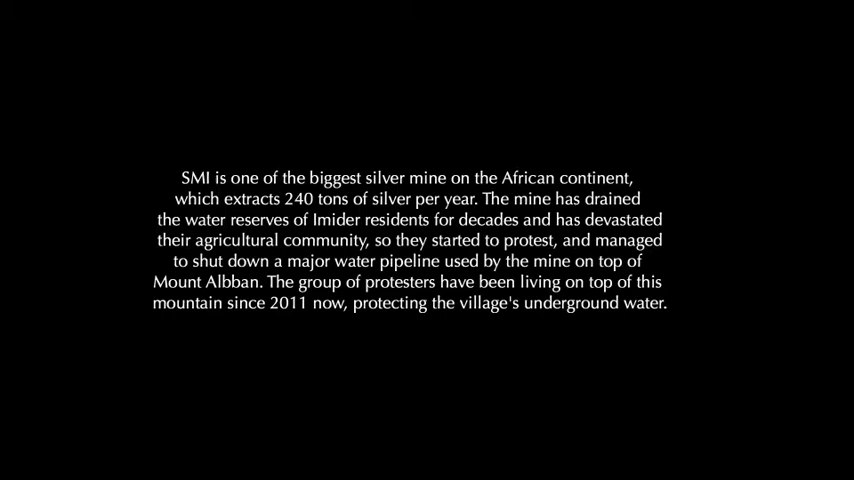 SMI is one of the biggest silver mine on the African continent,
which extracts 240 tons of silver per year. The mine has drained
the water reserves of Imider residents for decades and has devastated
their agricultural community, so they started to protest, and managed
to shut down a major water pipeline used by the mine on top of
Mount Albban. The group of protesters have been living on top of this
mountain since 2011 now, protecting the village's underground water.